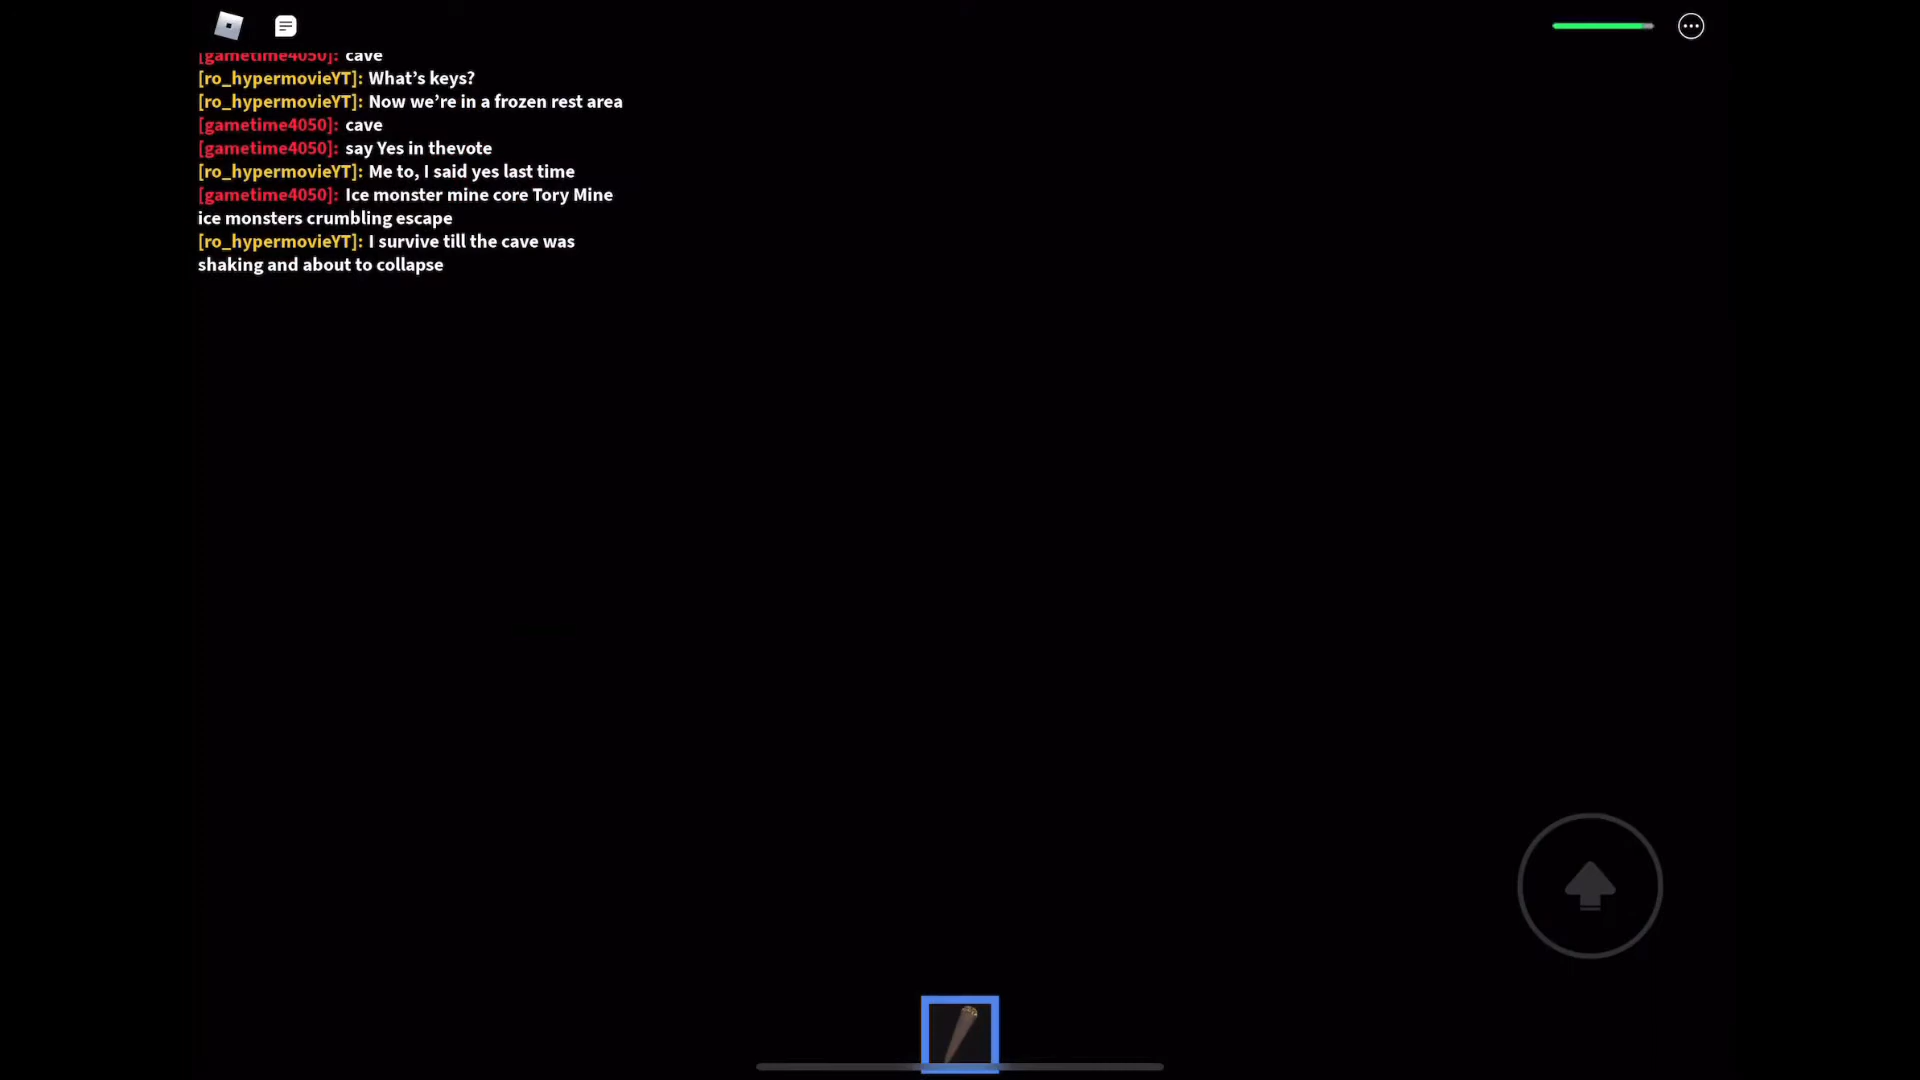 [gametime4050]: cave
[ro_hypermovieYT]: What’s keys?
[ro_hypermovieYT]: Now we’re in a frozen rest area
[gametime4050]: cave
[gametime4050]: say Yes in thevote
[ro_hypermovieYT]: Me to, I said yes last time
[gametime4050]: Ice monster mine core Tory Mine
ice monsters crumbling escape
[ro_hypermovieYT]: I survive till the cave was
shaking and about to collapse